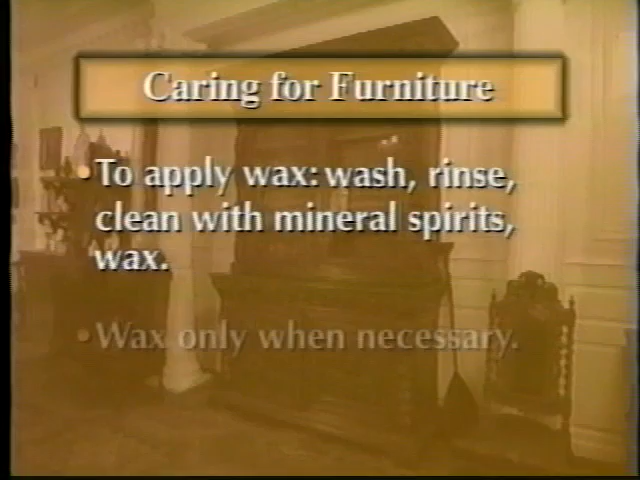 Caring for Furniture
•To apply wax: wash, rinse,
clean with mineral spirits,
wax.
•Wax only when necessary.